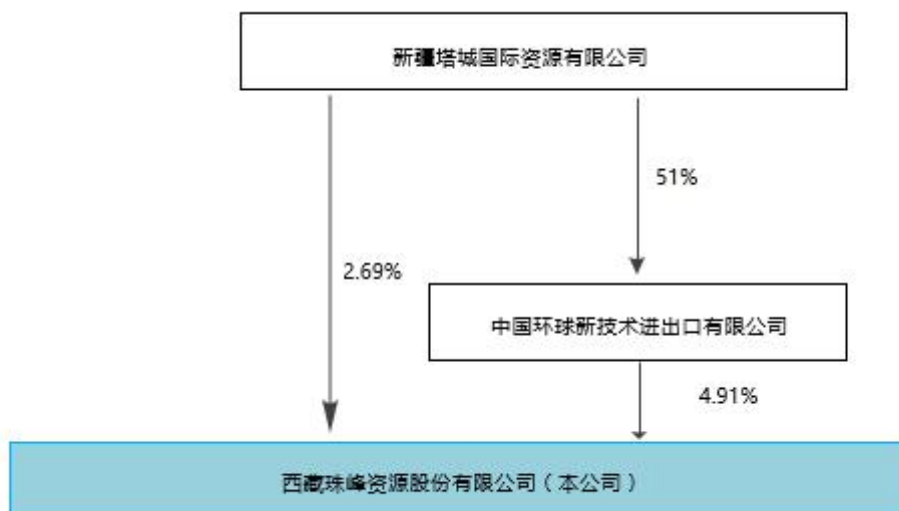 新疆塔城国际资源有限公司
51%
2.69%
中国环球新技术进出口有限公司
4.91%
西藏珠峰资源股份有限公司（本公司）